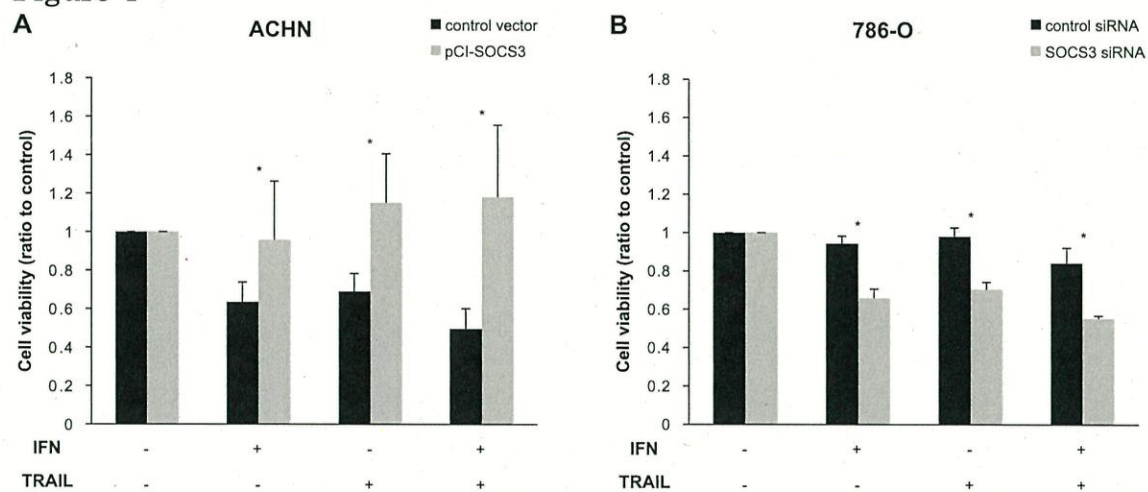 A
ACHN
control vector
pCI-SOCS3
Cell viability (ratio to control)
1.8
1.6
1.4
1.2
1
0.8
0.6
0.4
0.2
0
* * *
IFN - + - +
TRAIL - - + +
B
786-O
control siRNA
SOCS3 siRNA
Cell viability (ratio to control)
1.8
1.6
1.4
1.2
1
0.8
0.6
0.4
0.2
0
* * *
IFN - + - +
TRAIL - - + +